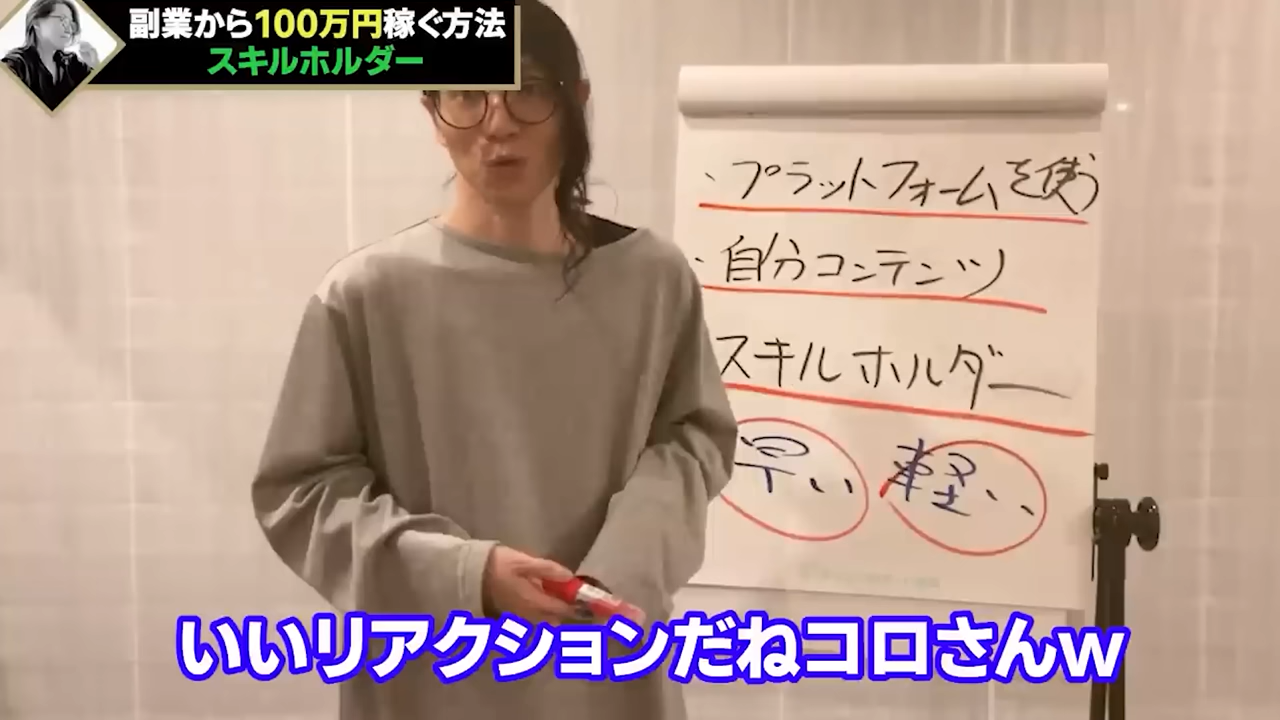 副業から100万円稼ぐ方法
スキルホルダー
・プラットフォームを使う
・自分コンテンツ
スキルホルダー
早い 軽い
いいリアクションだねコロさんw